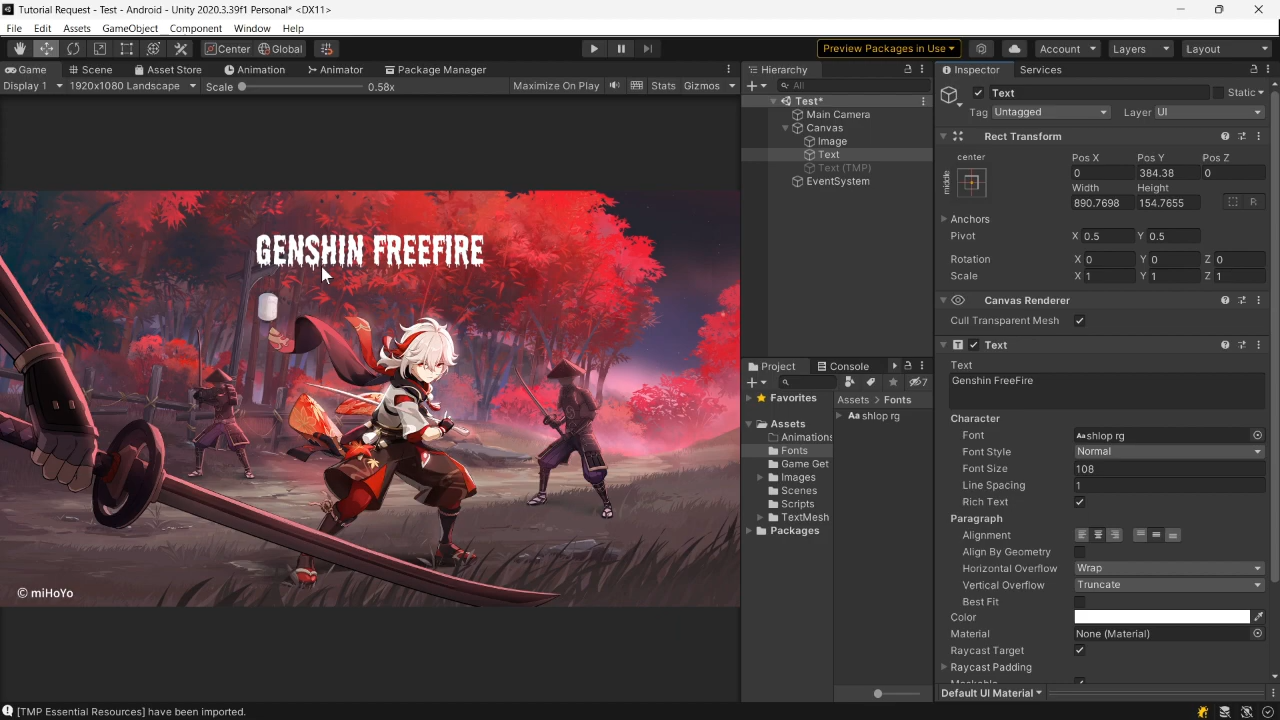 Tutorial Request - Test - Android - Unity 2020.3.39f1 Personal* <DX11>
File Edit Assets GameObject Component Window Help
Center Global Preview Packages in Use Account Layers Layout
Game Scene Asset Store Animation Animator Package Manager
Display 1 1920x1080 Landscape Scale 0.58x Maximize On Play Stats Gizmos
GENSHIN FREEFIRE
© miHoYo
Hierarchy
All
Test*
Main Camera
Canvas
Image
Text
Text (TMP)
EventSystem
Project Console
7
Favorites
Assets
Animations
Fonts
Game Get
Images
Scenes
Scripts
TextMesh
Packages
Assets > Fonts
Aa shlop rg
Inspector Services
Text Static
Tag Untagged Layer UI
Rect Transform
center
middle
Pos X Pos Y Pos Z
0 384.38 0
Width Height
890.7698 154.7655
R
Anchors
Pivot X 0.5 Y 0.5
Rotation X 0 Y 0 Z 0
Scale X 1 Y 1 Z 1
Canvas Renderer
Cull Transparent Mesh
Text
Text
Genshin FreeFire
Character
Font Aa shlop rg
Font Style Normal
Font Size 108
Line Spacing 1
Rich Text
Paragraph
Alignment
Align By Geometry
Horizontal Overflow Wrap
Vertical Overflow Truncate
Best Fit
Color
Material None (Material)
Raycast Target
Raycast Padding
Maskable
Default UI Material
[TMP Essential Resources] have been imported.